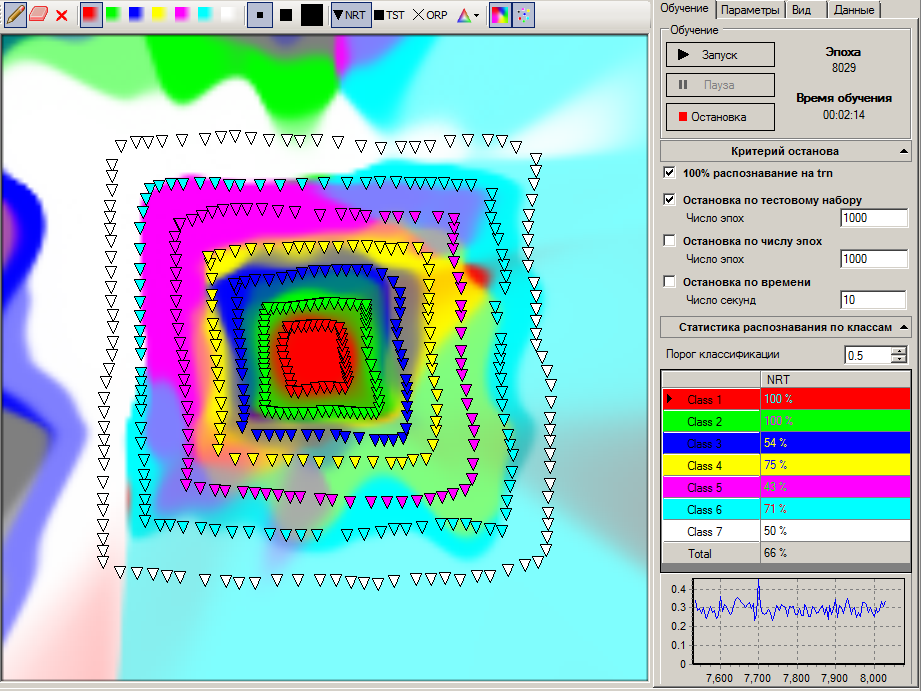 NRT TST ORP
Обучение Параметры Вид Данные
Обучение
Запуск
Эпоха
8029
Пауза
Время обучения
00:02:14
Остановка
Критерий останова
100% распознавание на trn
Остановка по тестовому набору
Число эпох 1000
Остановка по числу эпох
Число эпох 1000
Остановка по времени
Число секунд 10
Статистика распознавания по классам
Порог классификации 0.5
NRT
Class 1 100 %
Class 2 100 %
Class 3 54 %
Class 4 75 %
Class 5 43 %
Class 6 71 %
Class 7 50 %
Total 66 %
0.4
0.3
0.2
0.1
0
7,600 7,700 7,800 7,900 8,000